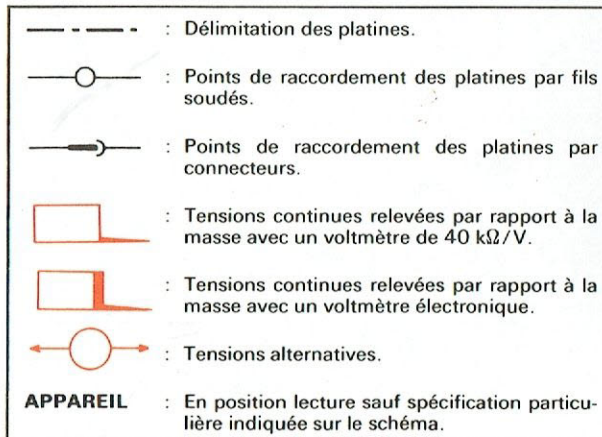 : Délimitation des platines.
: Points de raccordement des platines par fils
soudés.
: Points de raccordement des platines par
connecteurs.
: Tensions continues relevées par rapport à la
masse avec un voltmètre de 40 kΩ/V.
: Tensions continues relevées par rapport à la
masse avec un voltmètre électronique.
: Tensions alternatives.
APPAREIL : En position lecture sauf spécification particu-
lière indiquée sur le schéma.